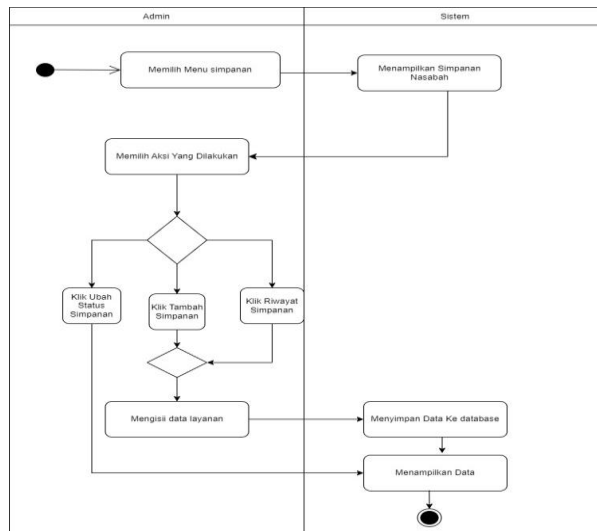 Admin
Sistem
Memilih Menu simpanan
Menampilkan Simpanan
Nasabah
Memilih Aksi Yang Dilakukan
Klik Ubah
Status
Simpanan
Klik Tambah
Simpanan
Klik Riwayat
Simpanan
Mengisii data layanan
Menyimpan Data Ke database
Menampilkan Data